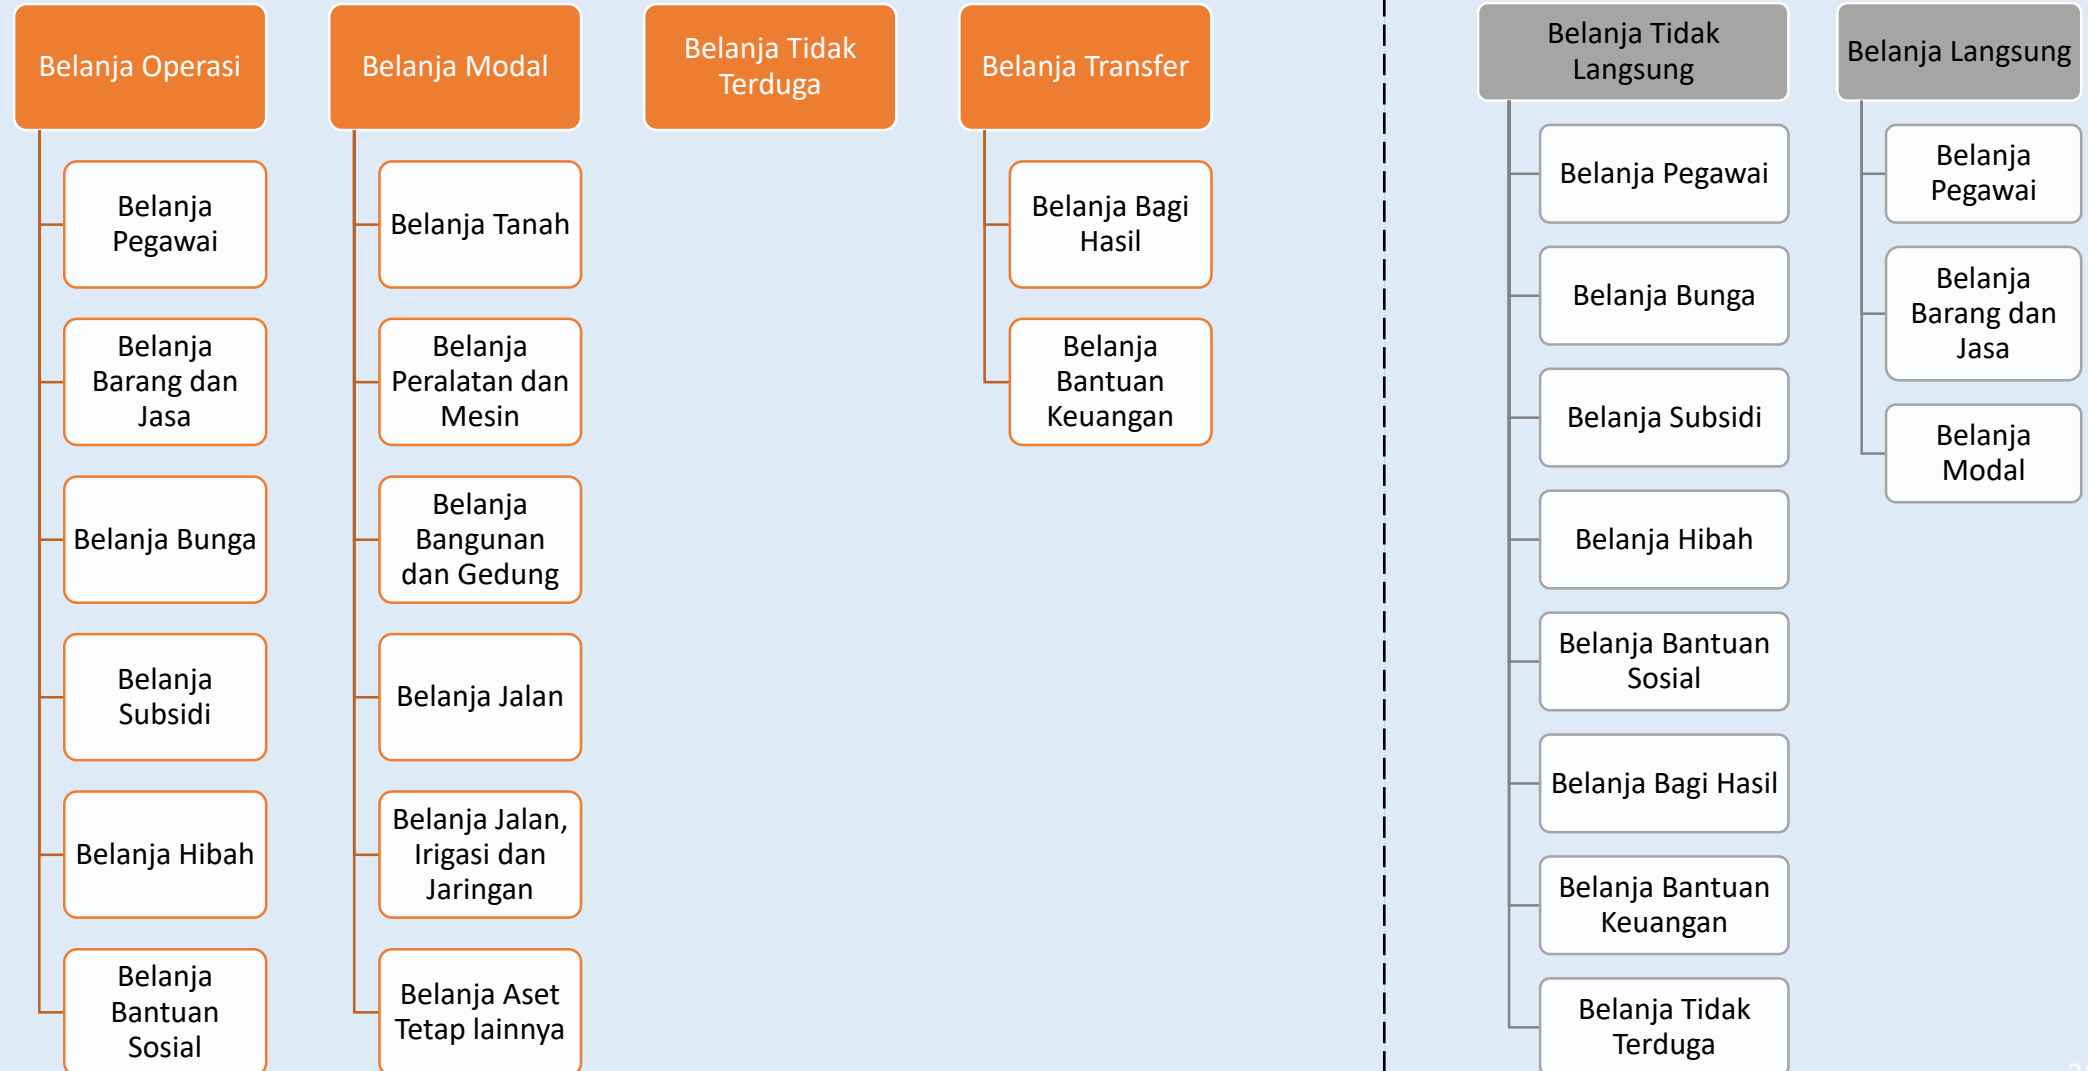 Belanja Operasi
Belanja
Pegawai
Belanja
Barang dan
Jasa
Belanja Bunga
Belanja
Subsidi
Belanja Hibah
Belanja
Bantuan
Sosial
Belanja Modal
Belanja Tanah
Belanja
Peralatan dan
Mesin
Belanja
Bangunan
dan Gedung
Belanja Jalan
Belanja Jalan,
Irigasi dan
Jaringan
Belanja Aset
Tetap lainnya
Belanja Tidak
Terduga
Belanja Transfer
Belanja Bagi
Hasil
Belanja
Bantuan
Keuangan
Belanja Tidak
Langsung
Belanja Pegawai
Belanja Bunga
Belanja Subsidi
Belanja Hibah
Belanja Bantuan
Sosial
Belanja Bagi Hasil
Belanja Bantuan
Keuangan
Belanja Tidak
Terduga
Belanja Langsung
Belanja
Pegawai
Belanja
Barang dan
Jasa
Belanja
Modal